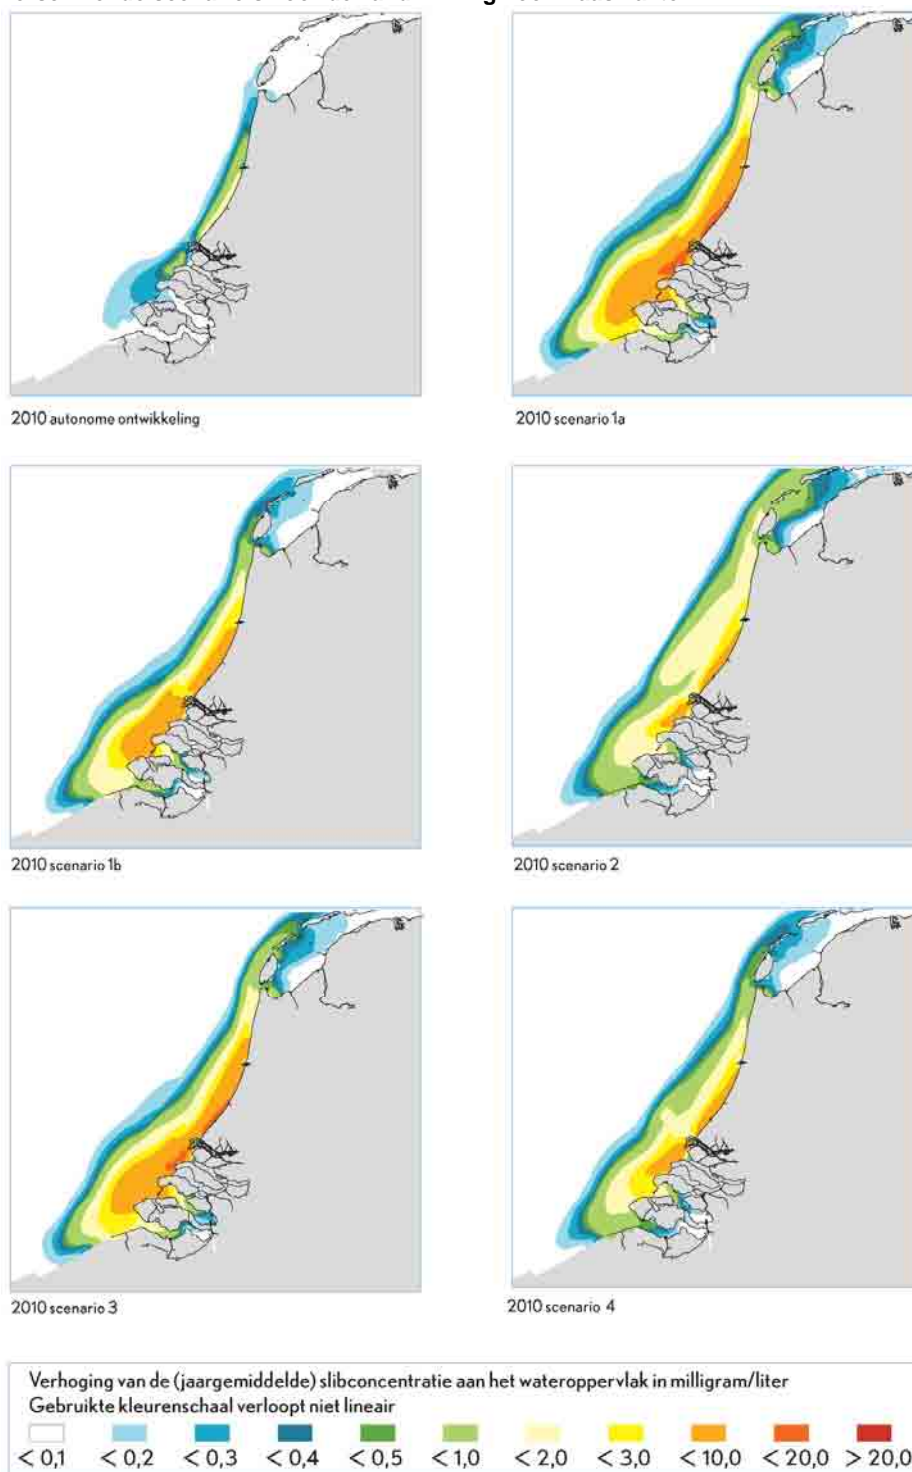 2010 autonome ontwikkeling
2010 scenario 1a
2010 scenario 1b
2010 scenario 2
2010 scenario 3
2010 scenario 4
Verhoging van de (jaargemiddelde) slibconcentratie aan het wateroppervlak in milligram/liter
Gebruikte kleurenschaal verloopt niet lineair
< 0,1 < 0,2 < 0,3 < 0,4 < 0,5 < 1,0 < 2,0 < 3,0 < 10,0 < 20,0 > 20,0